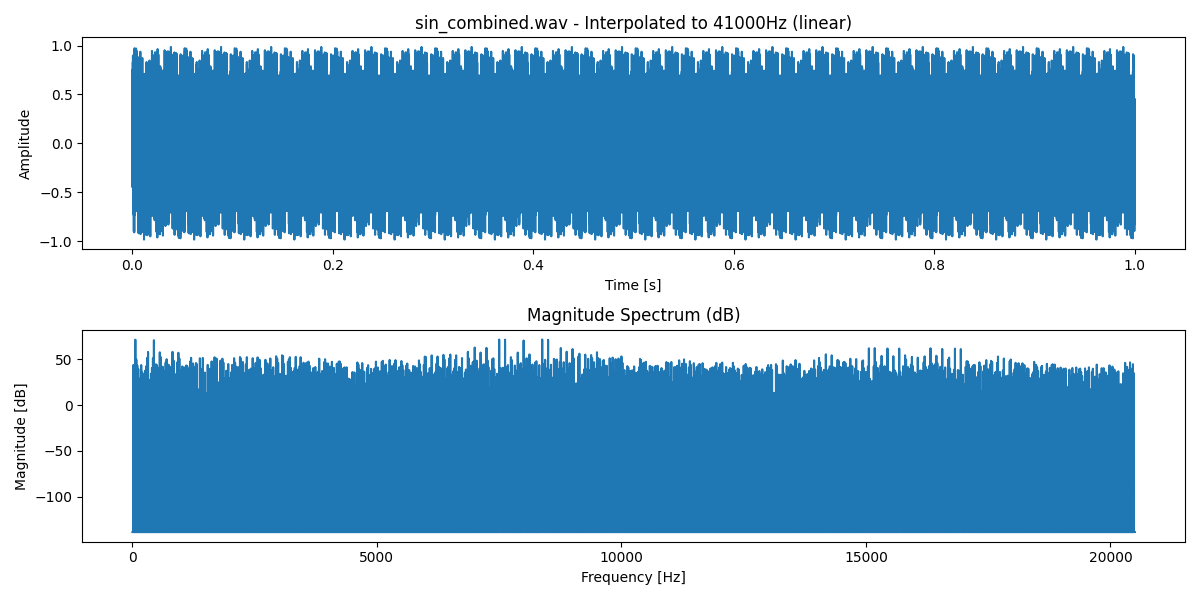 sin_combined.wav - Interpolated to 41000Hz (linear)
1.0
0.5
0.0
−0.5
−1.0
Amplitude
0.0 0.2 0.4 0.6 0.8 1.0
Time [s]
Magnitude Spectrum (dB)
50
0
−50
−100
Magnitude [dB]
0 5000 10000 15000 20000
Frequency [Hz]